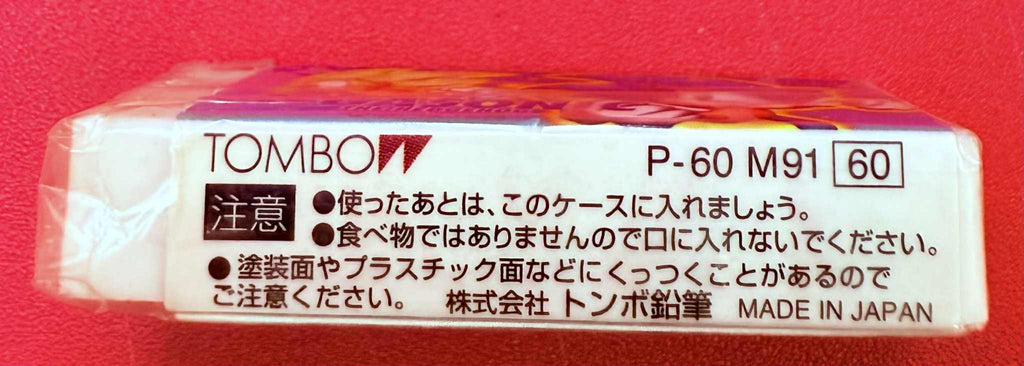 TOMBOW
P-60 M91 60
注意
●使ったあとは、このケースに入れましょう。
●食べ物ではありませんので口に入れないでください。
●塗装面やプラスチック面などにくっつくことがあるので
ご注意ください。 株式会社 トンボ鉛筆 MADE IN JAPAN